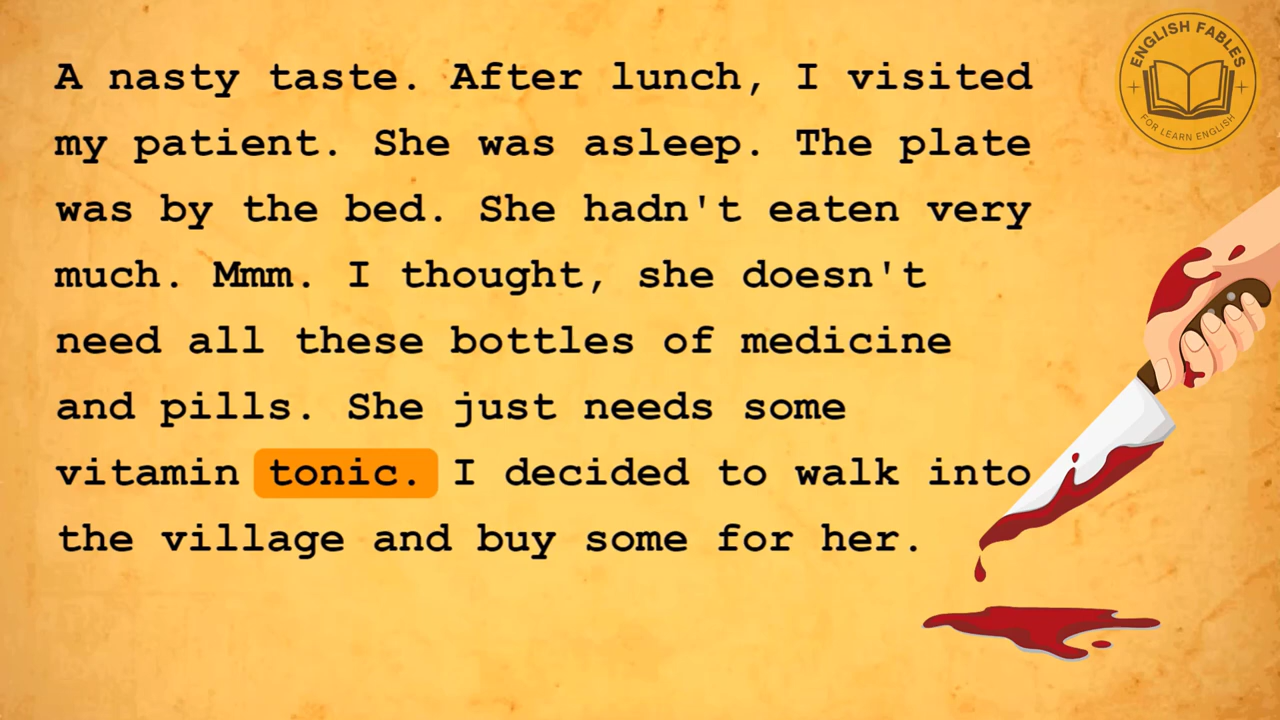 A nasty taste. After lunch, I visited
my patient. She was asleep. The plate
was by the bed. She hadn't eaten very
much. Mmm. I thought, she doesn't
need all these bottles of medicine
and pills. She just needs some
vitamin tonic. I decided to walk into
the village and buy some for her.
ENGLISH FABLES
FOR LEARN ENGLISH